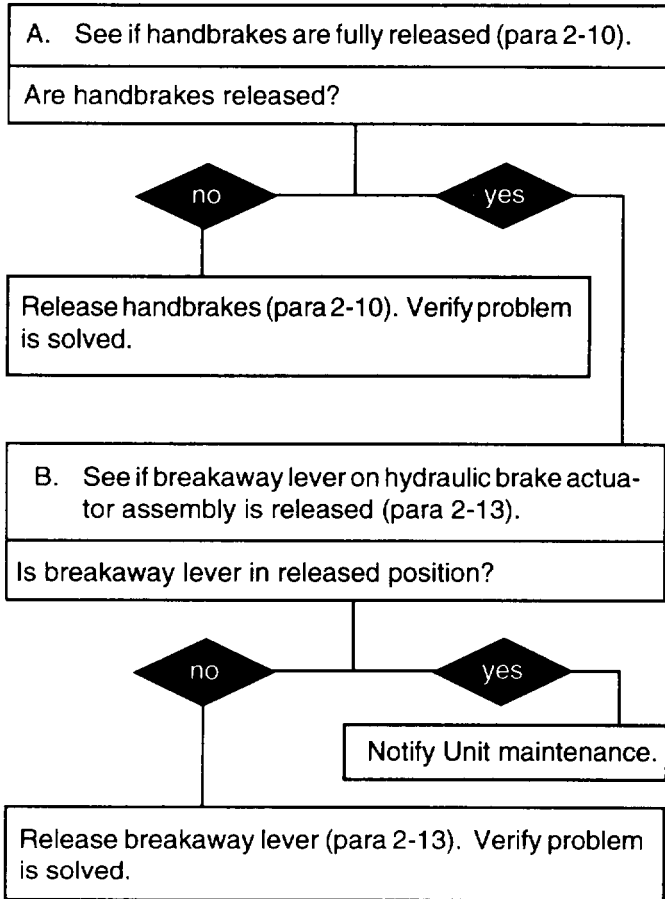 A. See if handbrakes are fully released (para 2-10).
Are handbrakes released?
no
yes
Release handbrakes (para 2-10). Verify problem
is solved.
B. See if breakaway lever on hydraulic brake actua-
tor assembly is released (para 2-13).
Is breakaway lever in released position?
no
yes
Notify Unit maintenance.
Release breakaway lever (para 2-13). Verify problem
is solved.